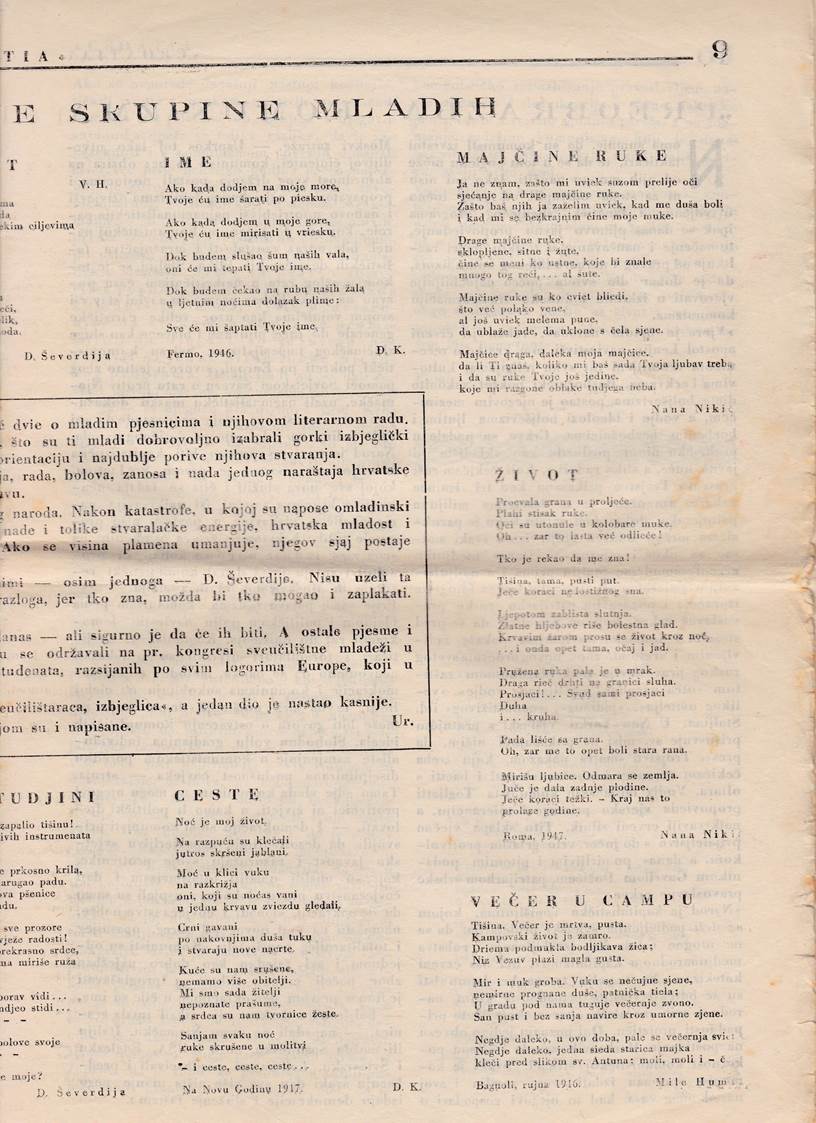 TIA
9
E SKUPINE MLADIH
T
V. H.
ma
da
ekim ciljevima
eći,
lik,
oda.
D. Ševerdija
IME
Ako kada dodjem na moje more,
Tvoje ću ime šarati po piesku.
Ako kada dodjem u moje gore,
Tvoje ću ime mirisati u vriesku.
Dok budem slušao šum naših vala,
oni će mi tepati Tvoje ime.
Dok budem čekao na rubu naših žala
u ljetnim noćima dolazak plime:
Sve će mi šaptati Tvoje ime.
Fermo, 1946.
D. K.
MAJČINE RUKE
Ja ne znam, zašto mi uviek suzom prelije oči
sjećanje na drage majčine ruke.
Zašto baš njih ja zaželim uviek, kad me duša boli
i kad mi se bezkrajnim čine moje muke.
Drage majčine ruke,
sklopljene, sitne i žute,
čine se meni ko ustne, koje bi znale
mnogo tog reći,... al šute.
Majčine ruke su ko cviet bliedi,
što već polako vene,
al još uviek melema pune,
da ublaže jade, da uklone s čela sjene.
Majčice draga, daleka moja majčice,
da li Ti znaš, koliko mi baš sada Tvoja ljubav treba
i da su ruke Tvoje još jedine,
koje mi razgone oblake tudjega neba.
Nana Nikić
ć dvie o mladim pjesnicima i njihovom literarnom radu.
, što su ti mladi dobrovoljno izabrali gorki izbjeglički
orientaciju i najdublje porive njihova stvaranja.
ja, rada, bolova, zanosa i nada jednog naraštaja hrvatske
avu.
g naroda. Nakon katastrofe, u kojoj su napose omladinski
nade i tolike stvaralačke energije, hrvatska mladost i
Ako se visina plamena umanjuje, njegov sjaj postaje
imi — osim jednoga — D. Ševerdije. Nisu uzeli ta
razloga, jer tko zna, možda bi tko mogao i zaplakati.
lanas — ali sigurno je da će ih biti. A ostale pjesme i
u se održavali na pr. kongresi sveučilištne mladeži u
tudenata, razsijanih po svim logorima Europe, koji u
eučilištaraca, izbjeglica«, a jedan dio je nastao kasnije.
jom su i napisane.
Ur.
ŽIVOT
Procvala grana u proljeće.
Plahi stisak ruke.
Oči su utonule u kolobare muke.
Oh... zar to lasta već odlieće!
Tko je rekao da me zna!
Tišina, tama, pusti put.
Ječe koraci nedostižnog sna.
Ljepotom zablista slutnja.
Zlatne hljebove riše bolestna glad.
Krvavim žarom prosu se život kroz noć,
... i onda opet tama, očaj i jad.
Pružena ruka pala je u mrak.
Draga rieč drhti na granici sluha.
Prosjaci!... Svud sami prosjaci
Duha
i... kruha.
Pada lišće sa grana.
Oh, zar me to opet boli stara rana.
Mirišu ljubice. Odmara se zemlja.
Juče je dala zadnje plodine.
Ječe koraci težki. – Kraj nas to
prolaze godine.
Roma, 1947.
Nana Niki
TUDJINI
zapalio tišinu!
ivih instrumenata
e prkosno krila,
arugao padu.
ova pšenice
adu.
sve prozore
vježe radosti!
prekrasno srdce,
ma miriše ruža
oorav vidi...
ndjeo stidi...
– –
bolove svoje
– –
e moje?
D. Ševerdija
CESTE
Noć je moj život.
Na razpuću su klečali
jutros skršeni jablani.
Moć u klici vuku
na razkrižja
oni, koji su noćas vani
u jednu krvavu zviezdu gledali.
Crni gavani
po nakovnjima duša tuku
i stvaraju nove nacrte.
Kuće su nam srušene,
nemamo više obitelji.
Mi smo sada žitelji
nepoznate prašume,
a srdca su nam tvornice žeste.
Sanjam svaku noć
ruke skrušene u molitvi
– i ceste, ceste, ceste...
Na Novu Godinu 1947.
D. K.
VEČER U CAMPU
Tišina. Večer je mrtva, pusta.
Kampovski život je zamro.
Driema podmukla bodljikava žica;
Niz Vezuv plazi magla gusta.
Mir i muk groba. Vuku se nečujne sjene,
nemirne prognane duše, patnička tiela;
U gradu pod nama tuguje večernje zvono.
San pust i bez sanja navire kroz umorne zjene.
Negdje daleko, u ovo doba, pale se večernja svie
Negdje daleko, jedna sieda starica majka
kleči pred slikom sv. Antuna: moli, moli i – č
Bagnoli, rujna 1946.
Mile Hum